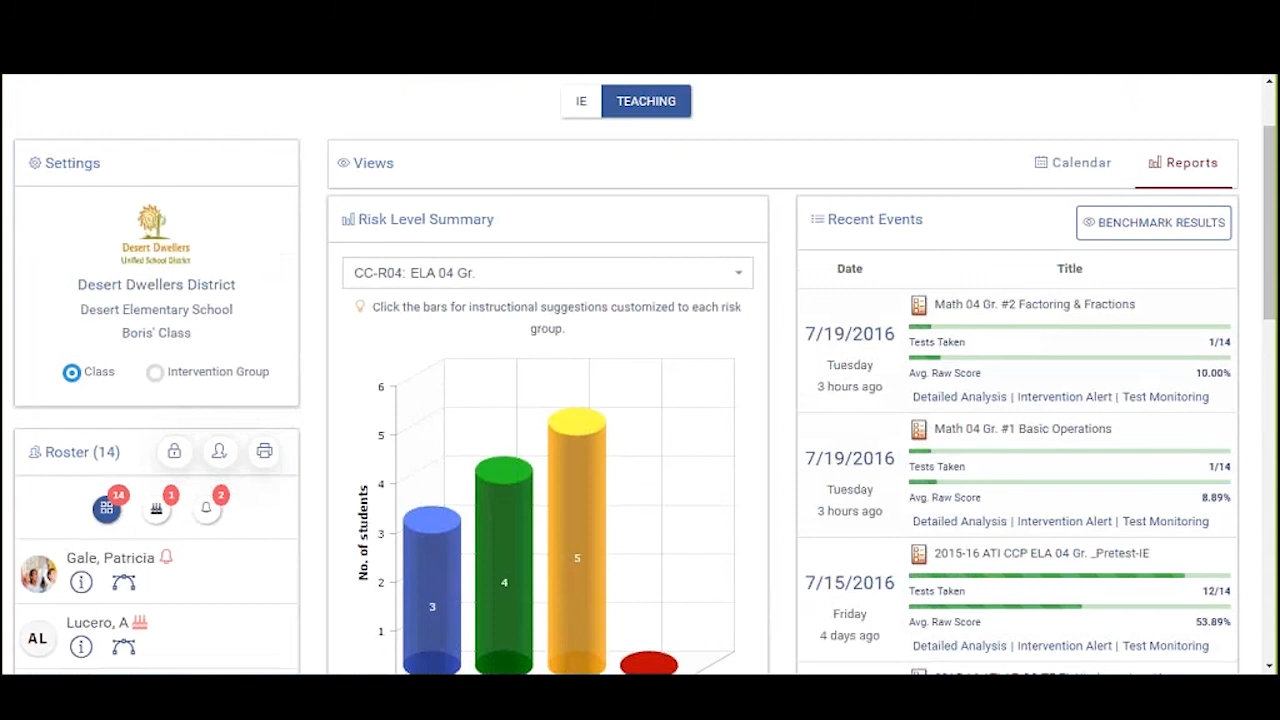 IE
TEACHING
Settings
Desert Dwellers
Unified School District
Desert Dwellers District
Desert Elementary School
Boris' Class
Class
Intervention Group
Roster (14)
14
1
2
Gale, Patricia
AL
Lucero, A
Views
Calendar
Reports
Risk Level Summary
CC-R04: ELA 04 Gr.
Click the bars for instructional suggestions customized to each risk
group.
No. of students
6
5
4
3
2
1
3
4
5
Recent Events
BENCHMARK RESULTS
Date
Title
7/19/2016
Tuesday
3 hours ago
Math 04 Gr. #2 Factoring & Fractions
Tests Taken 1/14
Avg. Raw Score 10.00%
Detailed Analysis | Intervention Alert | Test Monitoring
7/19/2016
Tuesday
3 hours ago
Math 04 Gr. #1 Basic Operations
Tests Taken 1/14
Avg. Raw Score 8.89%
Detailed Analysis | Intervention Alert | Test Monitoring
7/15/2016
Friday
4 days ago
2015-16 ATI CCP ELA 04 Gr. _Pretest-IE
Tests Taken 12/14
Avg. Raw Score 53.89%
Detailed Analysis | Intervention Alert | Test Monitoring